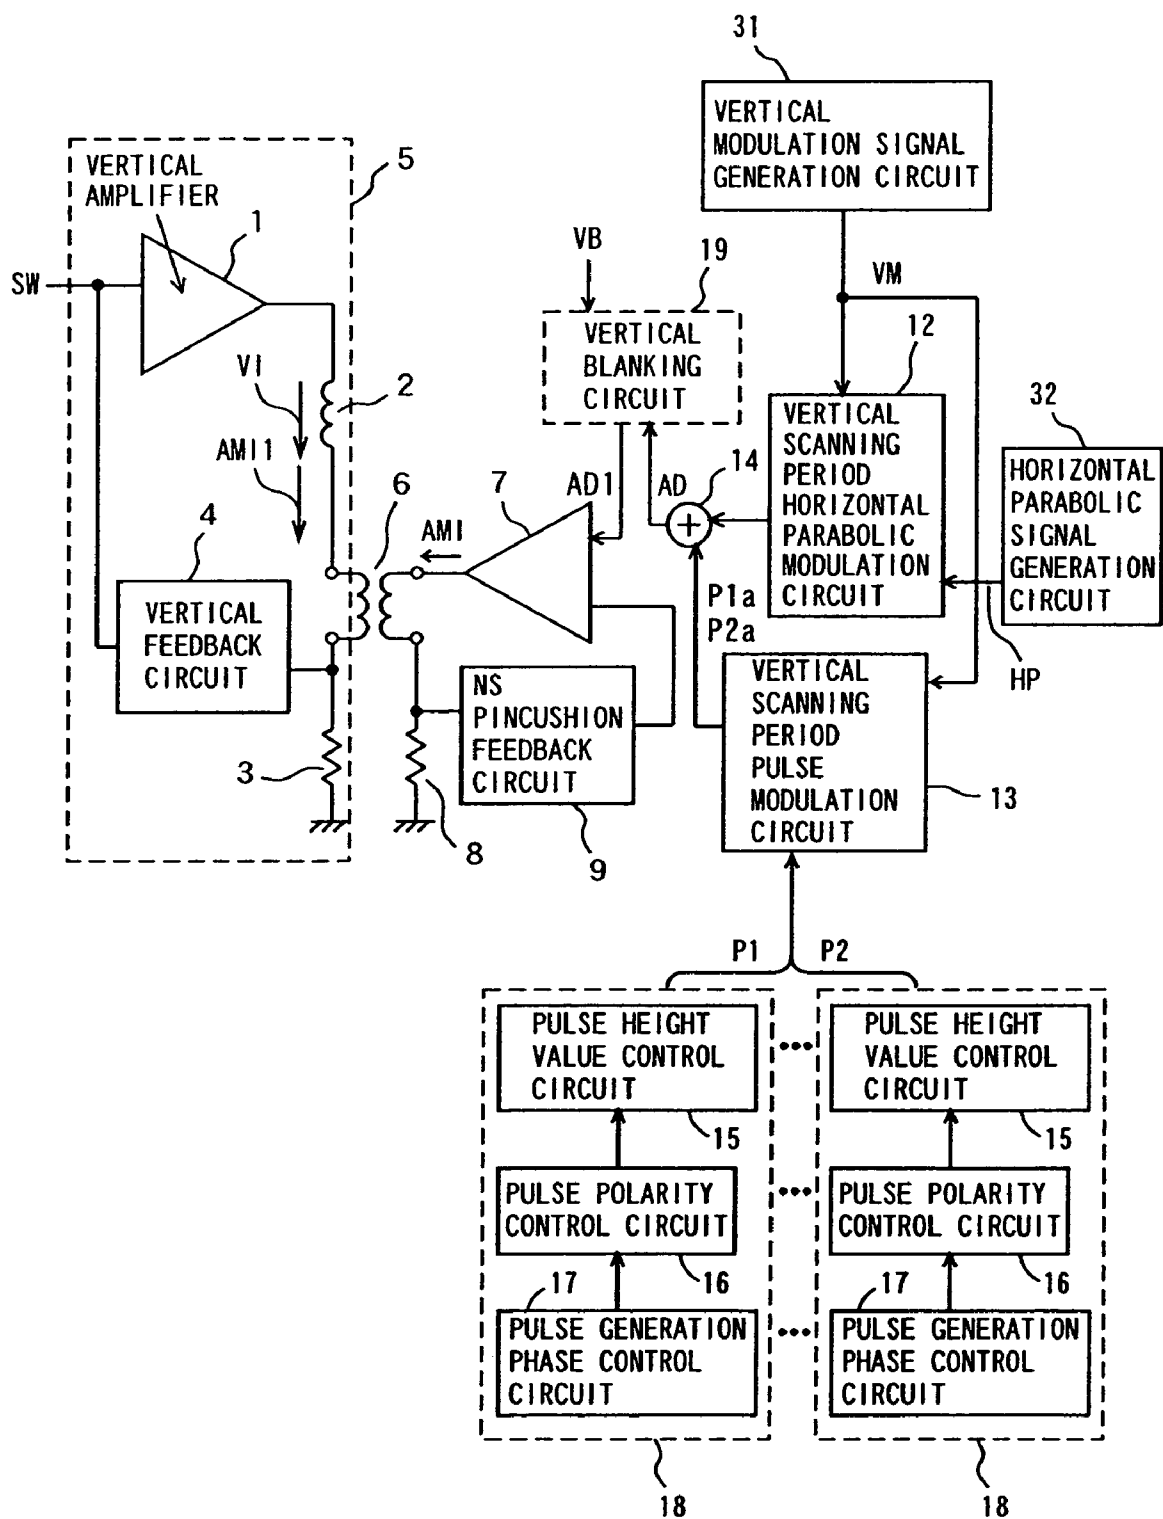 31
VERTICAL
MODULATION SIGNAL
GENERATION CIRCUIT
VERTICAL
AMPLIFIER
5
1
SW
VB
19
VM
VERTICAL
BLANKING
CIRCUIT
12
VI
2
AMI1
VERTICAL
SCANNING
PERIOD
HORIZONTAL
PARABOLIC
MODULATION
CIRCUIT
32
HORIZONTAL
PARABOLIC
SIGNAL
GENERATION
CIRCUIT
14
AD1
AD
7
6
AMI
4
VERTICAL
FEEDBACK
CIRCUIT
P1a
P2a
HP
NS
PINCUSHION
FEEDBACK
CIRCUIT
VERTICAL
SCANNING
PERIOD
PULSE
MODULATION
CIRCUIT
3
13
8
9
P1
P2
PULSE HEIGHT
VALUE CONTROL
CIRCUIT
15
PULSE POLARITY
CONTROL CIRCUIT
16
17
PULSE GENERATION
PHASE CONTROL
CIRCUIT
18
PULSE HEIGHT
VALUE CONTROL
CIRCUIT
15
PULSE POLARITY
CONTROL CIRCUIT
16
17
PULSE GENERATION
PHASE CONTROL
CIRCUIT
18